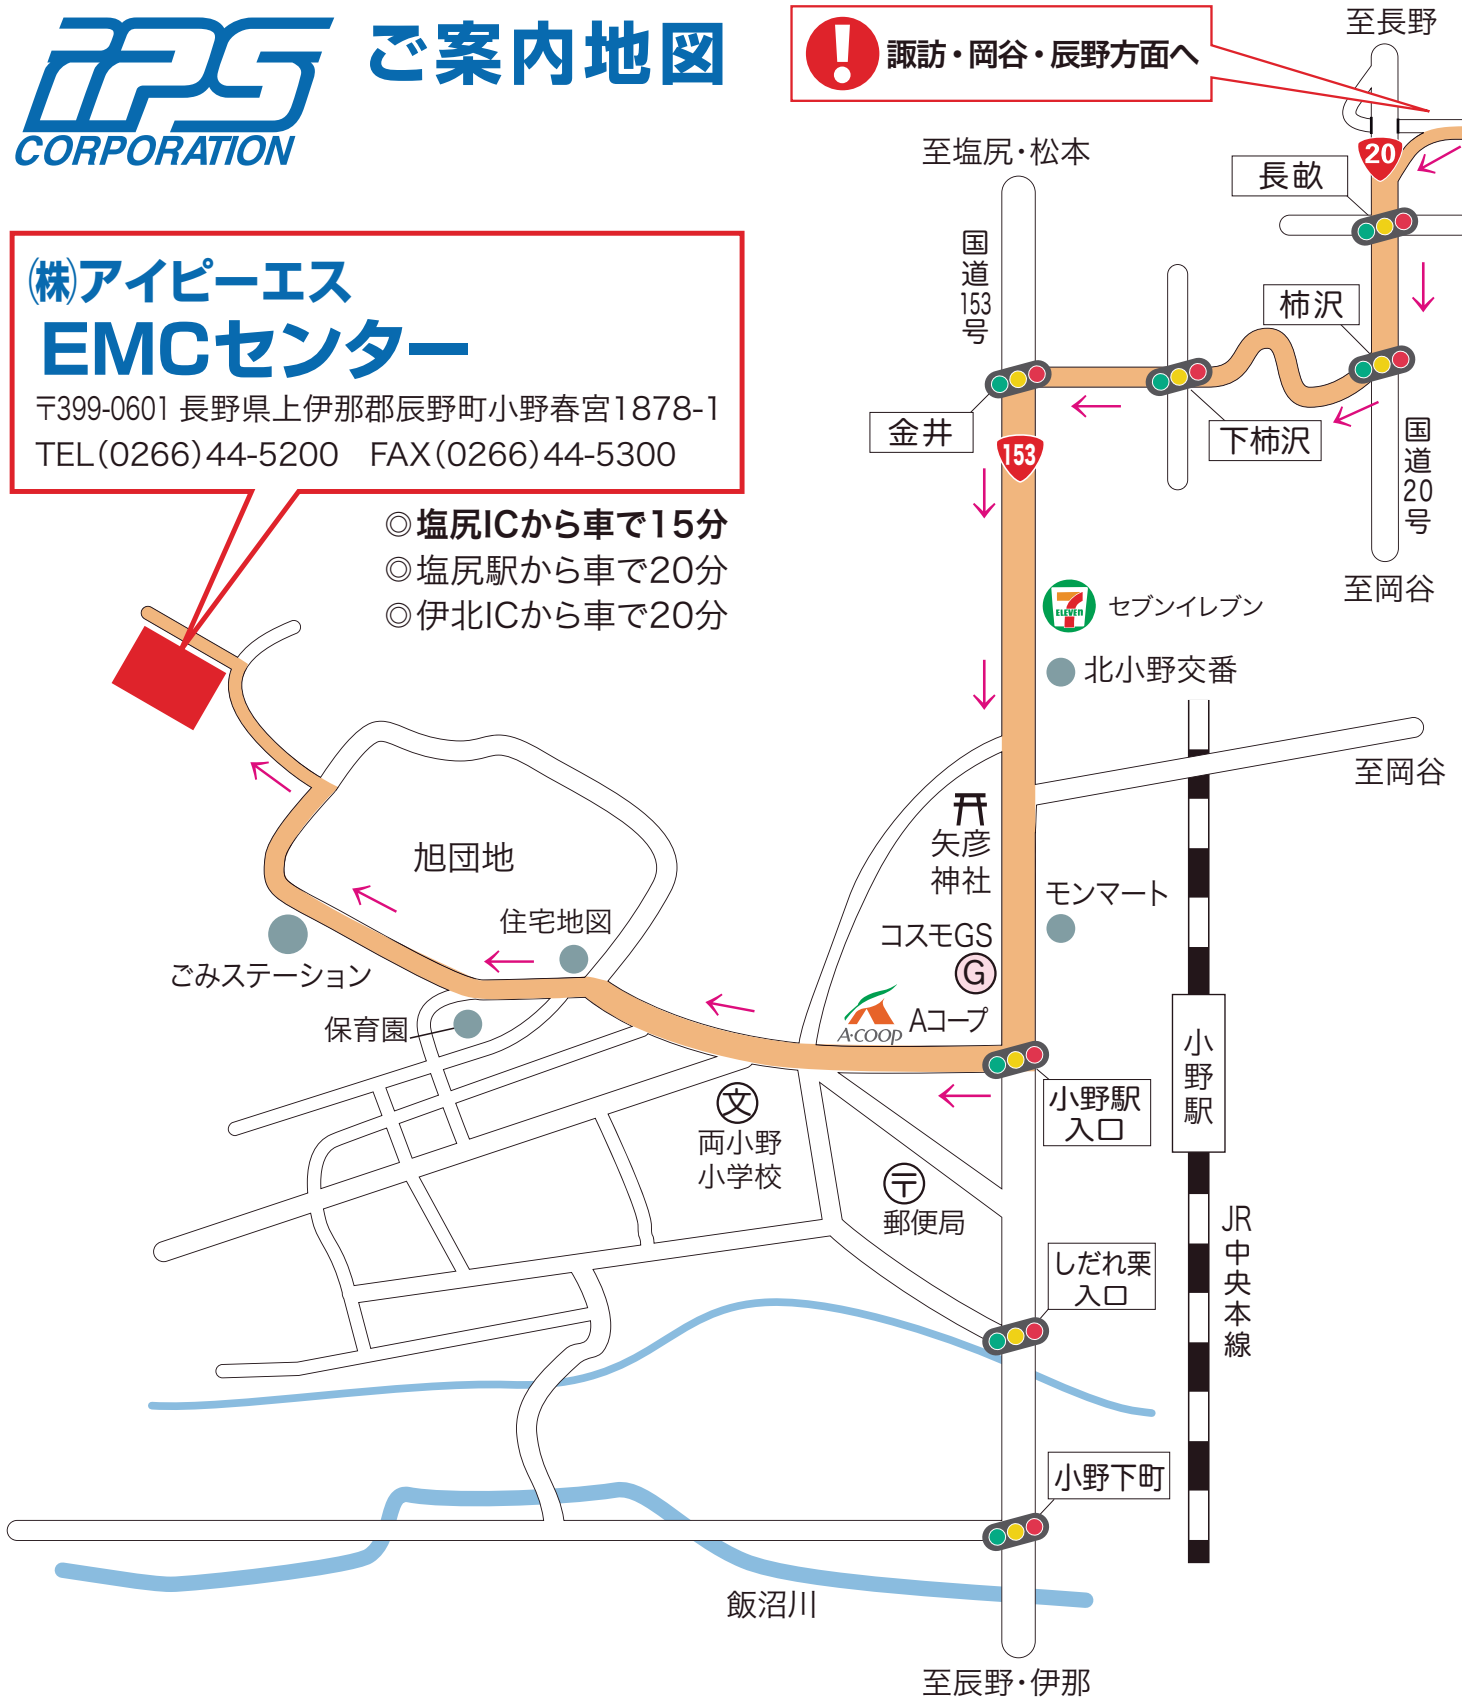 iPS
CORPORATION
ご案内地図
諏訪・岡谷・辰野方面へ
至長野
20
長畝
至塩尻・松本
国道153号
柿沢
㈱アイピーエス
EMCセンター
〒399-0601 長野県上伊那郡辰野町小野春宮1878-1
TEL(0266)44-5200 FAX(0266)44-5300
金井
153
下柿沢
国道20号
至岡谷
◎塩尻ICから車で15分
◎塩尻駅から車で20分
◎伊北ICから車で20分
7
ELEVEN
セブンイレブン
北小野交番
至岡谷
矢彦
神社
モンマート
旭団地
住宅地図
コスモGS
G
ごみステーション
保育園
A・COOP
Aコープ
小野駅
文
両小野
小学校
小野駅
入口
〒
郵便局
JR中央本線
しだれ栗
入口
小野下町
飯沼川
至辰野・伊那